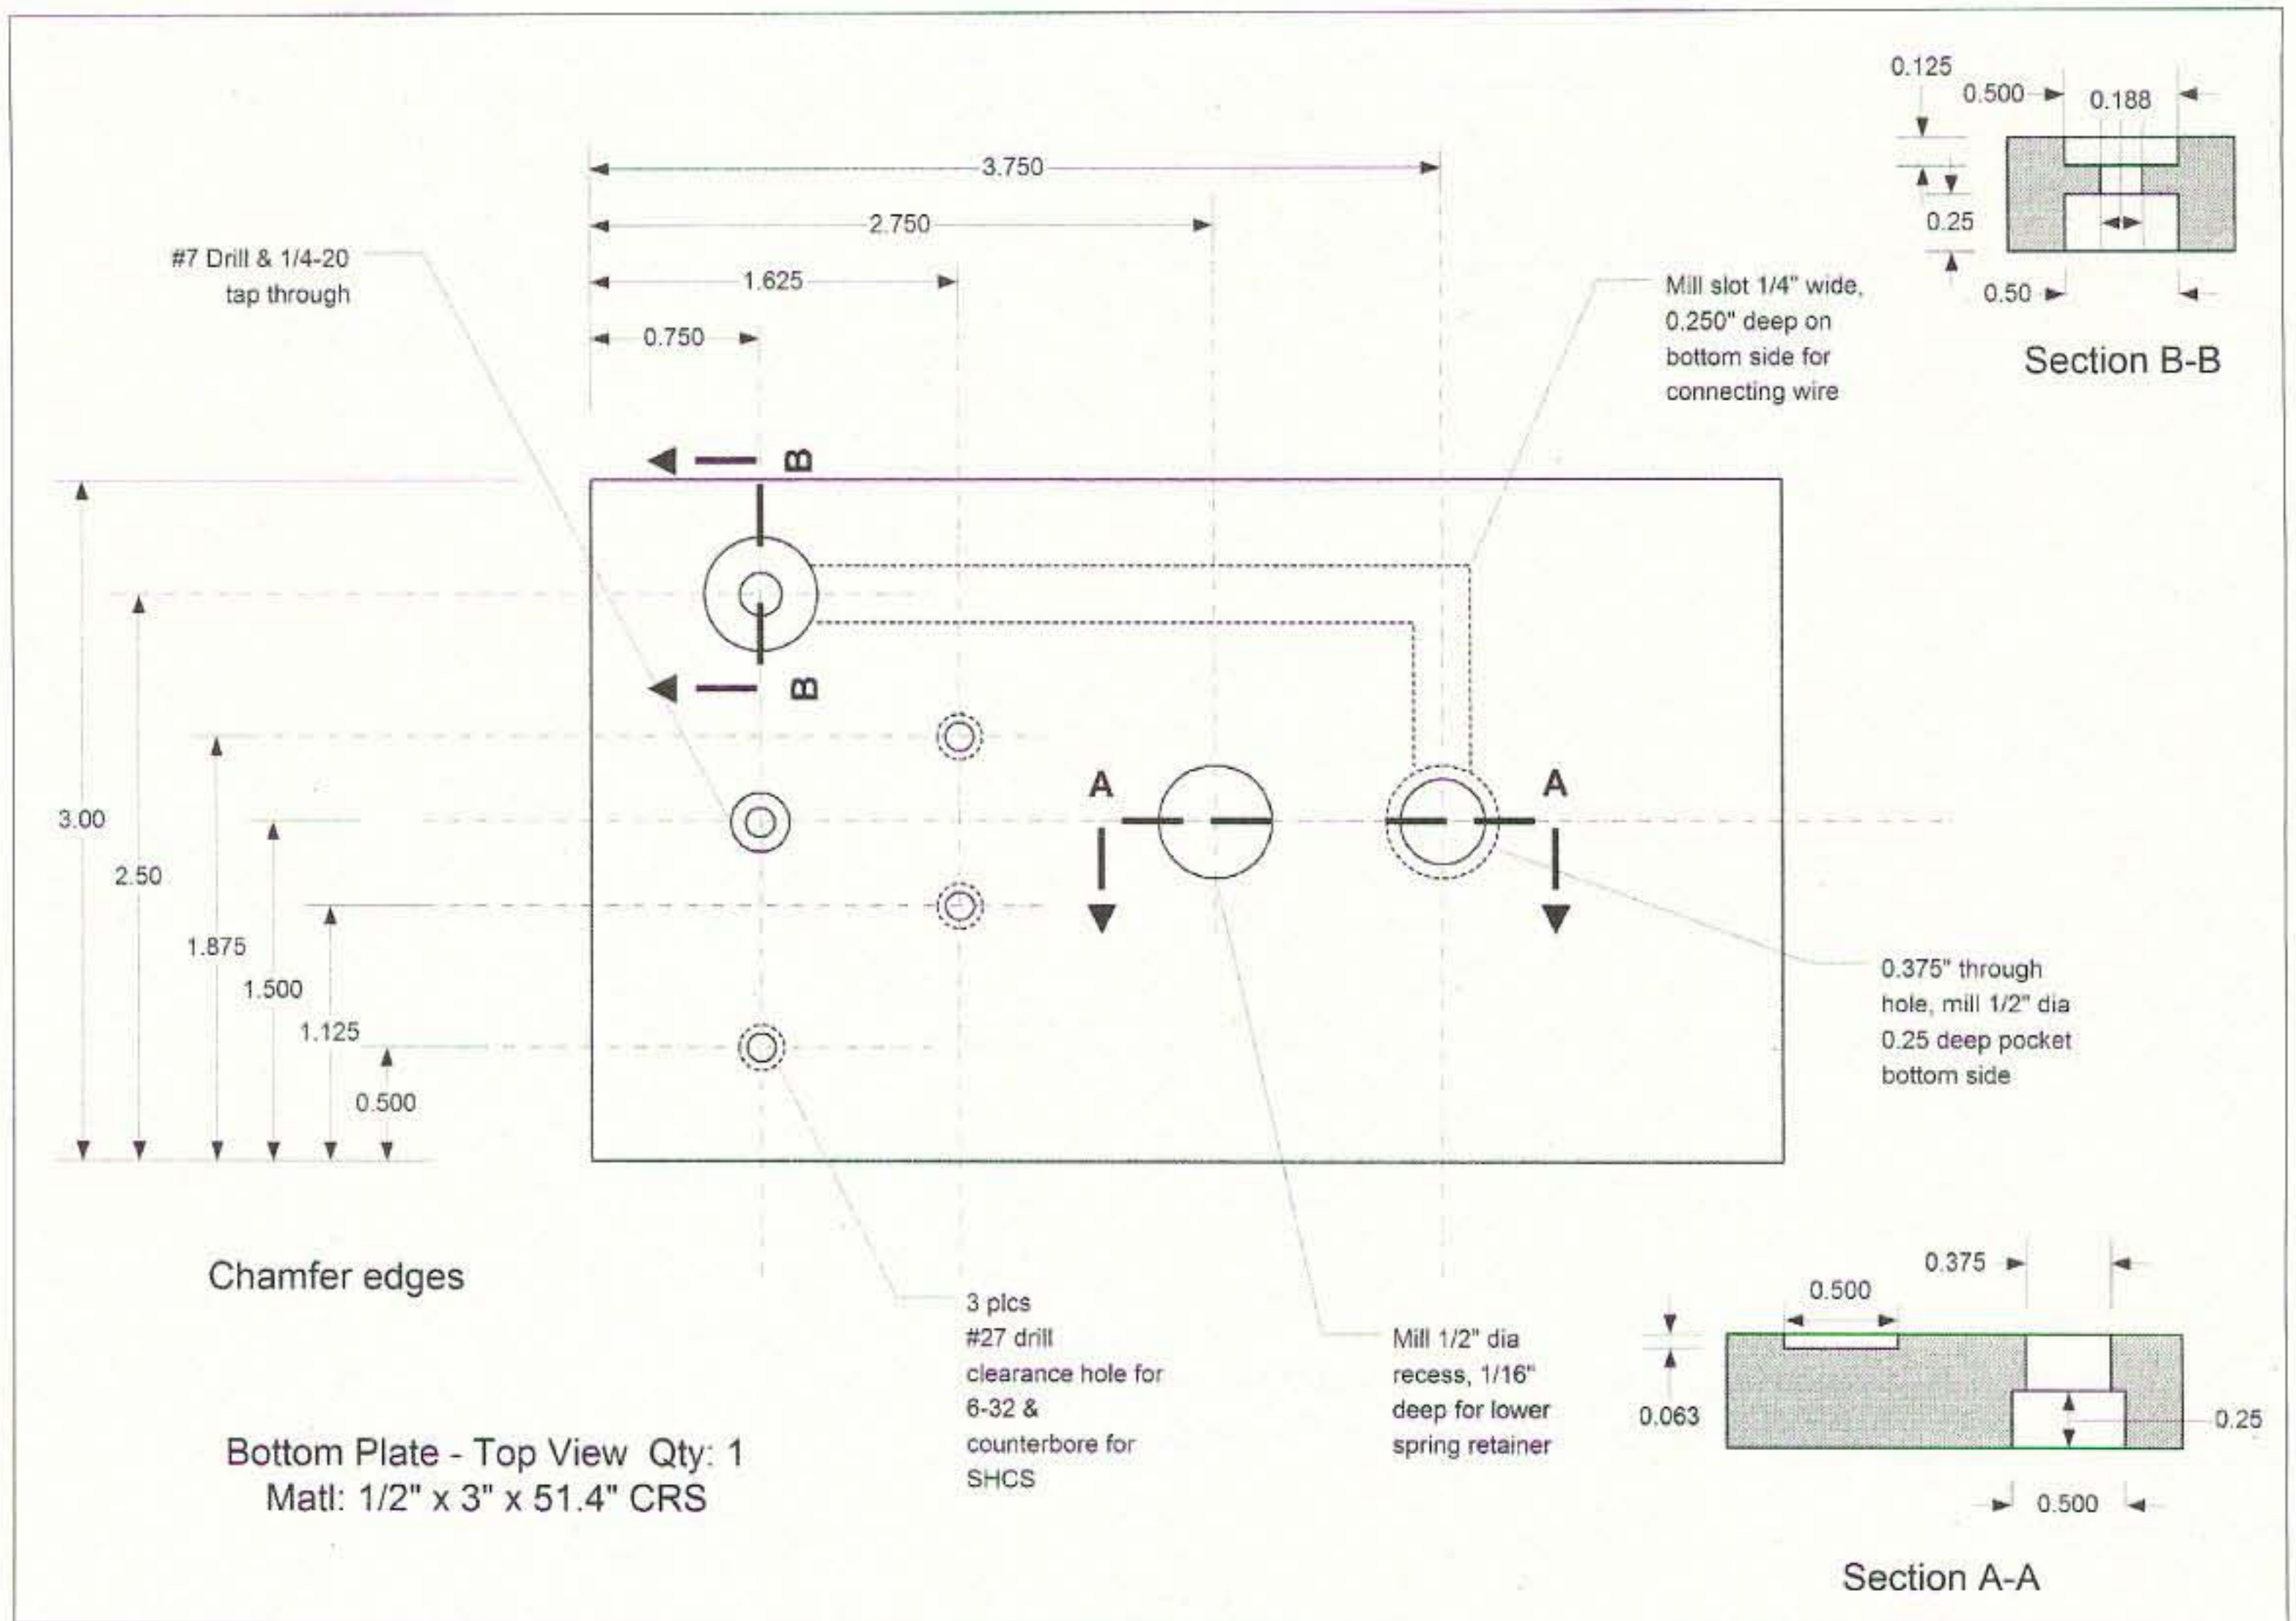 0.125
0.500
0.188
0.25
0.50
Section B-B
3.750
2.750
1.625
0.750
#7 Drill & 1/4-20
tap through
Mill slot 1/4" wide,
0.250" deep on
bottom side for
connecting wire
B
B
A
A
3.00
2.50
1.875
1.500
1.125
0.500
0.375" through
hole, mill 1/2" dia
0.25 deep pocket
bottom side
Chamfer edges
3 plcs
#27 drill
clearance hole for
6-32 &
counterbore for
SHCS
Mill 1/2" dia
recess, 1/16"
deep for lower
spring retainer
0.375
0.500
0.063
0.25
0.500
Section A-A
Bottom Plate - Top View Qty: 1
Matl: 1/2" x 3" x 51.4" CRS